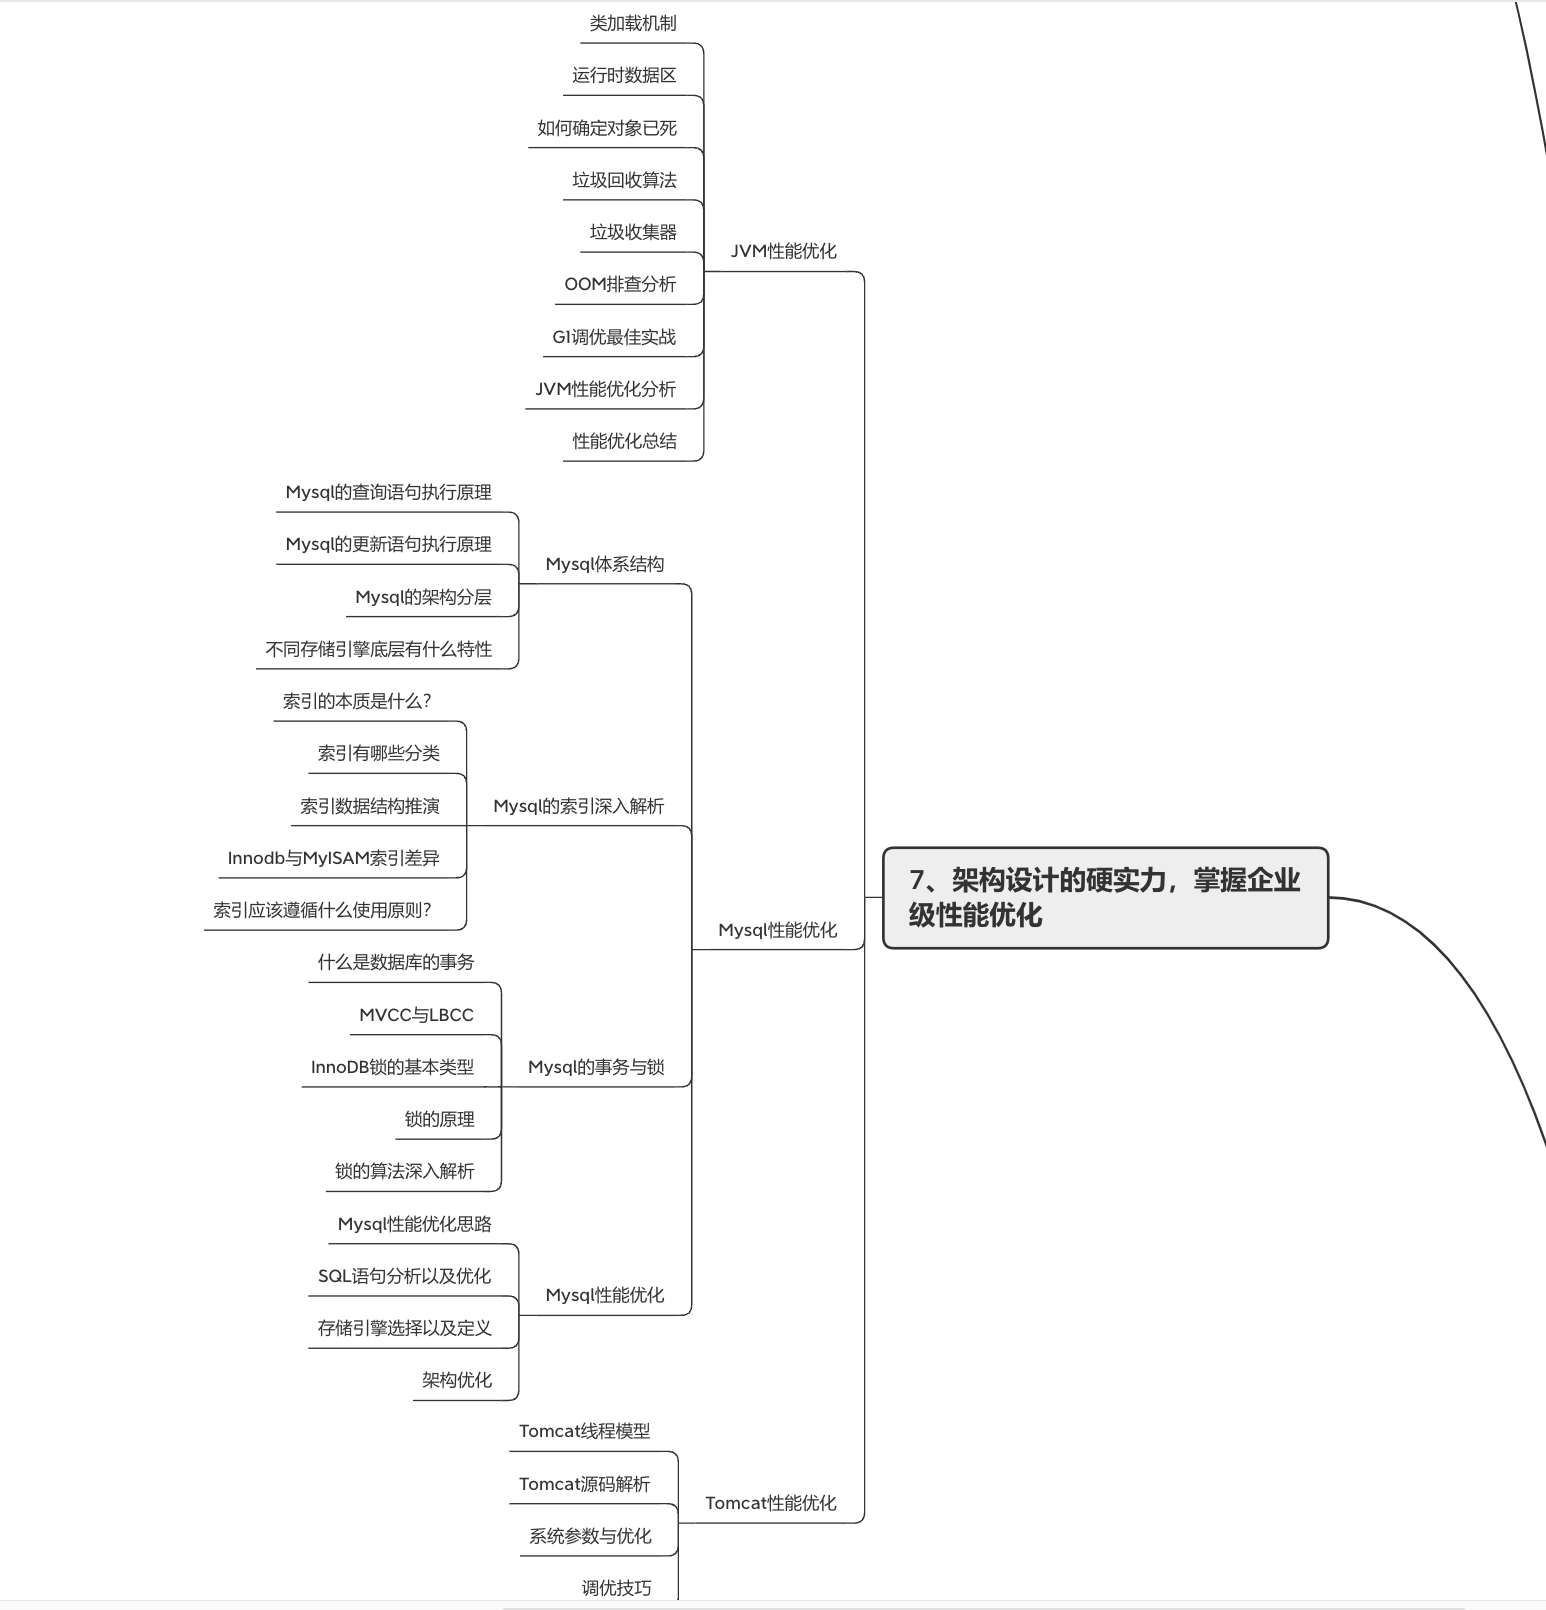 类加载机制
运行时数据区
如何确定对象已死
垃圾回收算法
垃圾收集器
OOM排查分析
G1调优最佳实战
JVM性能优化分析
性能优化总结
JVM性能优化
Mysql的查询语句执行原理
Mysql的更新语句执行原理
Mysql的架构分层
不同存储引擎底层有什么特性
Mysql体系结构
索引的本质是什么？
索引有哪些分类
索引数据结构推演
Innodb与MyISAM索引差异
索引应该遵循什么使用原则？
Mysql的索引深入解析
什么是数据库的事务
MVCC与LBCC
InnoDB锁的基本类型
锁的原理
锁的算法深入解析
Mysql的事务与锁
Mysql性能优化思路
SQL语句分析以及优化
存储引擎选择以及定义
架构优化
Mysql性能优化
Mysql性能优化
Tomcat线程模型
Tomcat源码解析
系统参数与优化
调优技巧
Tomcat性能优化
7、架构设计的硬实力，掌握企业
级性能优化